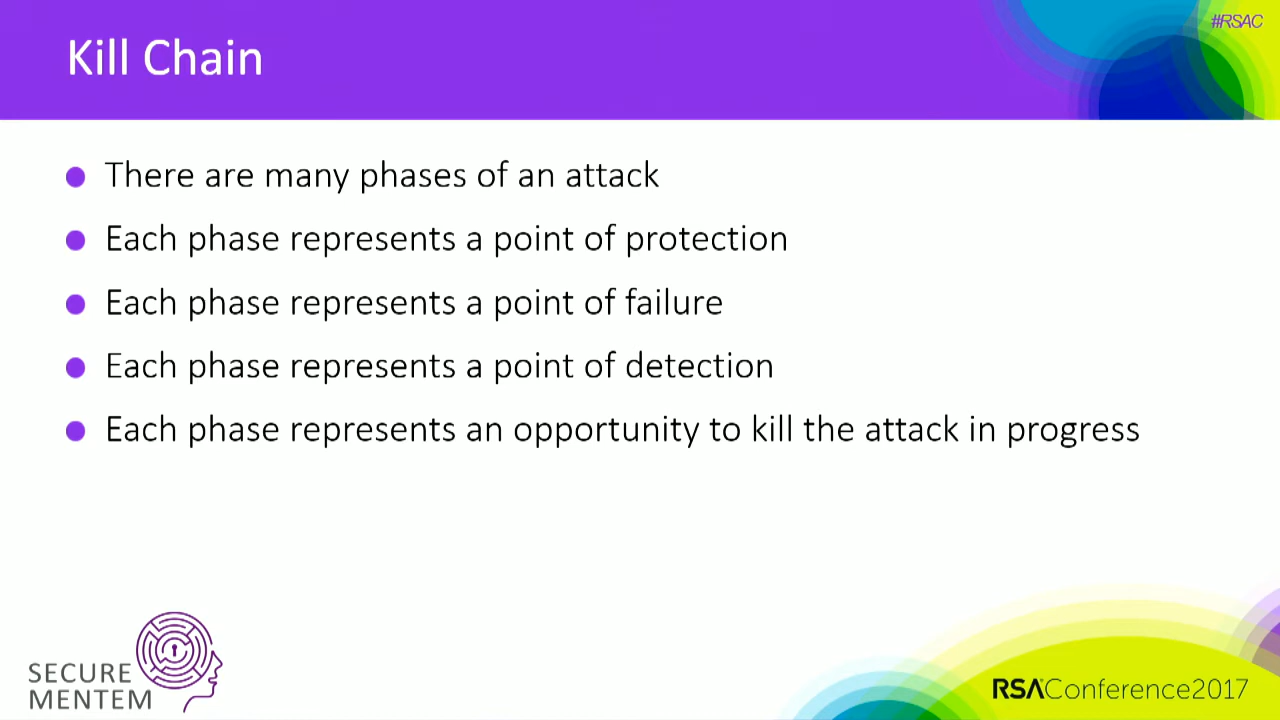 #RSAC
Kill Chain
There are many phases of an attack
Each phase represents a point of protection
Each phase represents a point of failure
Each phase represents a point of detection
Each phase represents an opportunity to kill the attack in progress
SECURE
MENTEM
RSAConference2017